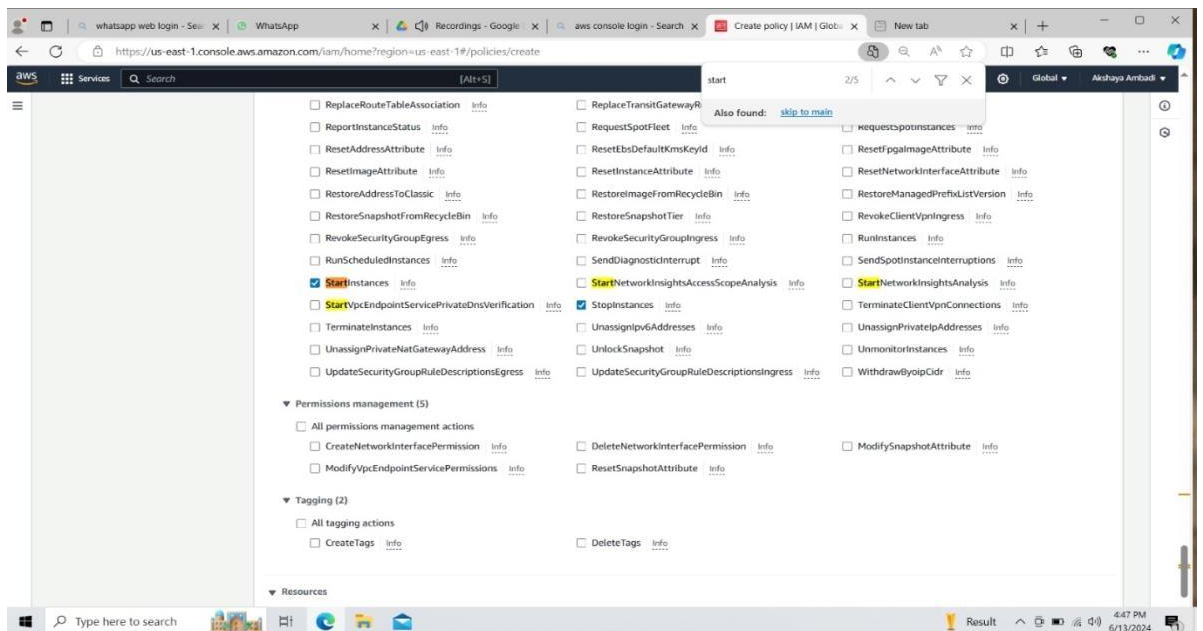 whatsapp web login - Sea
WhatsApp
Recordings - Google
aws console login - Search
Create policy | IAM | Globa
New tab
https://us-east-1.console.aws.amazon.com/iam/home?region=us-east-1#/policies/create
aws Services Search [Alt+S] Global Akshaya Ambadi
start 2/5
Also found: skip to main
ReplaceRouteTableAssociation Info ReplaceTransitGatewayR
ReportInstanceStatus Info RequestSpotFleet Info RequestSpotInstances Info
ResetAddressAttribute Info ResetEbsDefaultKmsKeyId Info ResetFpgaImageAttribute Info
ResetImageAttribute Info ResetInstanceAttribute Info ResetNetworkInterfaceAttribute Info
RestoreAddressToClassic Info RestoreImageFromRecycleBin Info RestoreManagedPrefixListVersion Info
RestoreSnapshotFromRecycleBin Info RestoreSnapshotTier Info RevokeClientVpnIngress Info
RevokeSecurityGroupEgress Info RevokeSecurityGroupIngress Info RunInstances Info
RunScheduledInstances Info SendDiagnosticInterrupt Info SendSpotInstanceInterruptions Info
StartInstances Info StartNetworkInsightsAccessScopeAnalysis Info StartNetworkInsightsAnalysis Info
StartVpcEndpointServicePrivateDnsVerification Info StopInstances Info TerminateClientVpnConnections Info
TerminateInstances Info UnassignIpv6Addresses Info UnassignPrivateIpAddresses Info
UnassignPrivateNatGatewayAddress Info UnlockSnapshot Info UnmonitorInstances Info
UpdateSecurityGroupRuleDescriptionsEgress Info UpdateSecurityGroupRuleDescriptionsIngress Info WithdrawByoipCidr Info
Permissions management (5)
All permissions management actions
CreateNetworkInterfacePermission Info DeleteNetworkInterfacePermission Info ModifySnapshotAttribute Info
ModifyVpcEndpointServicePermissions Info ResetSnapshotAttribute Info
Tagging (2)
All tagging actions
CreateTags Info DeleteTags Info
Resources
Type here to search Result 4:47 PM
6/13/2024